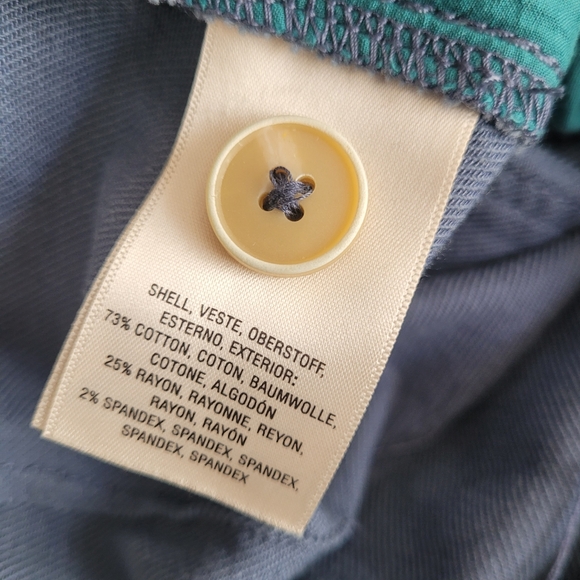 SHELL, VESTE, OBERSTOFF,
ESTERNO, EXTERIOR:
73% COTTON, COTON, BAUMWOLLE,
COTONE, ALGODÓN
25% RAYON, RAYONNE, REYON,
RAYON, RAYÓN
2% SPANDEX, SPANDEX, SPANDEX,
SPANDEX, SPANDEX